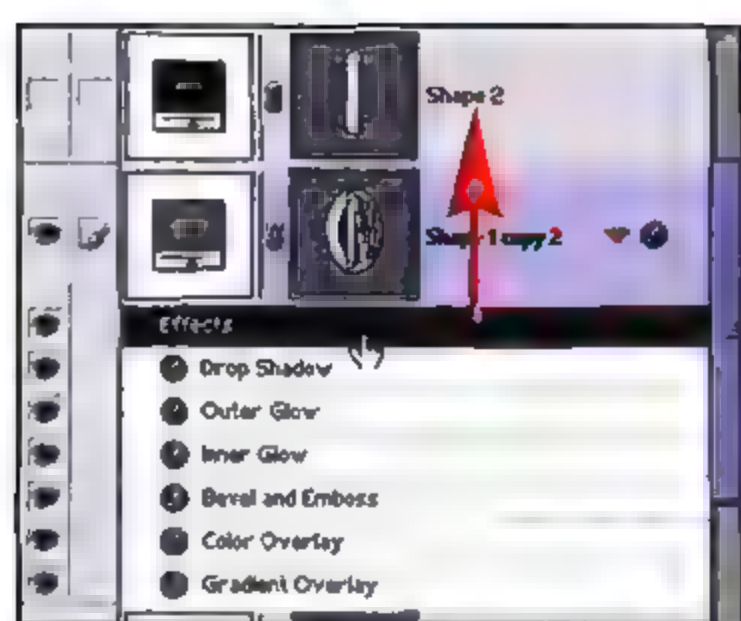 Shape 2
Shape 1 copy 2
Effects
Drop Shadow
Outer Glow
Inner Glow
Bevel and Emboss
Color Overlay
Gradient Overlay